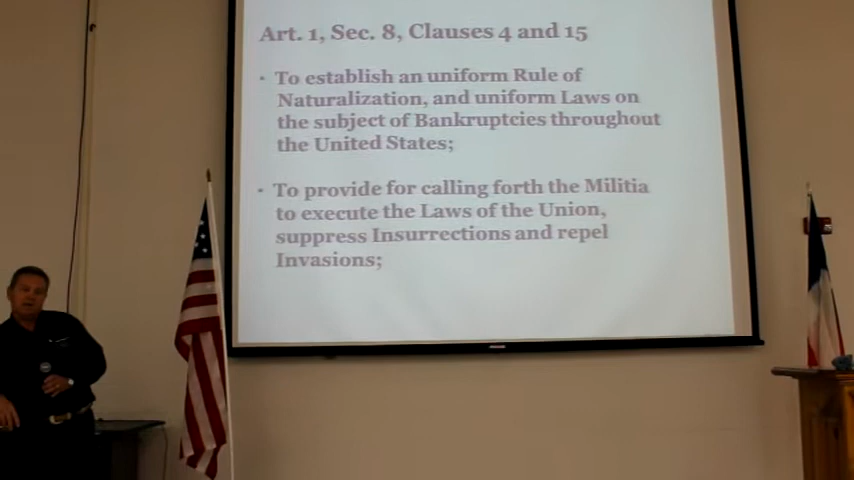 Art. 1, Sec. 8, Clauses 4 and 15
• To establish an uniform Rule of
Naturalization, and uniform Laws on
the subject of Bankruptcies throughout
the United States;
• To provide for calling forth the Militia
to execute the Laws of the Union,
suppress Insurrections and repel
Invasions;